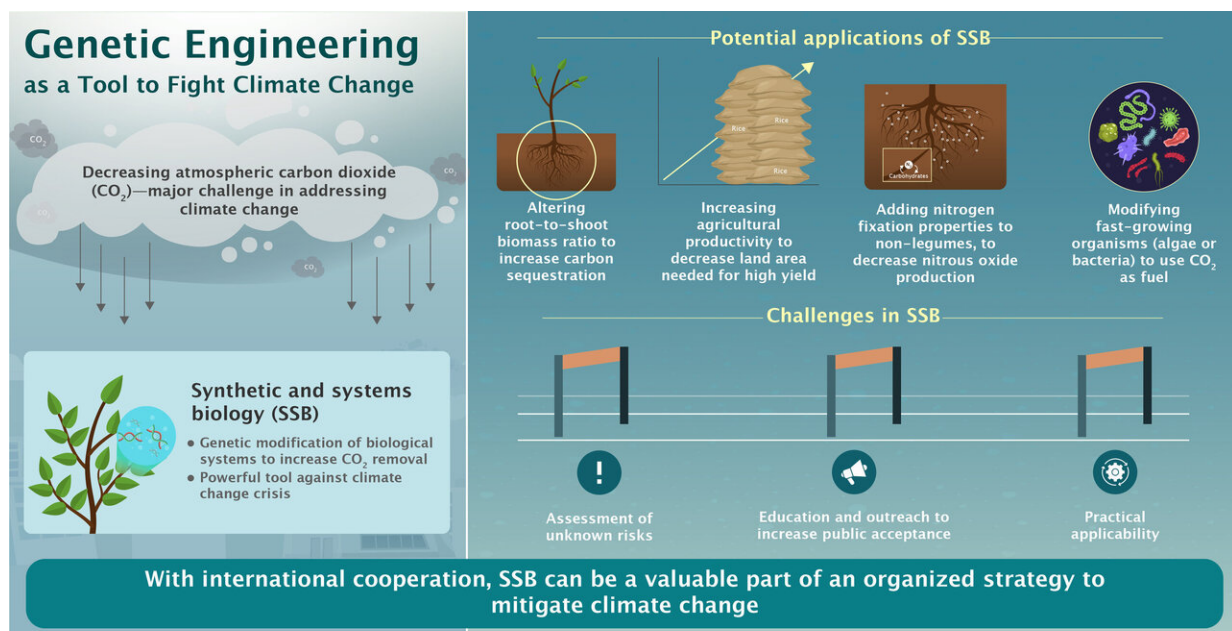 Genetic Engineering
as a Tool to Fight Climate Change
CO₂
Decreasing atmospheric carbon dioxide
(CO₂)—major challenge in addressing
climate change
CO₂
CO₂
CO₂
Synthetic and systems
biology (SSB)
● Genetic modification of biological
systems to increase CO₂ removal
● Powerful tool against climate
change crisis
Potential applications of SSB
Altering
root-to-shoot
biomass ratio to
increase carbon
sequestration
Rice
Rice
Rice
Increasing
agricultural
productivity to
decrease land area
needed for high yield
Carbohydrates
Adding nitrogen
fixation properties to
non-legumes, to
decrease nitrous oxide
production
Modifying
fast-growing
organisms (algae or
bacteria) to use CO₂
as fuel
Challenges in SSB
Assessment of
unknown risks
Education and outreach to
increase public acceptance
Practical
applicability
With international cooperation, SSB can be a valuable part of an organized strategy to
mitigate climate change